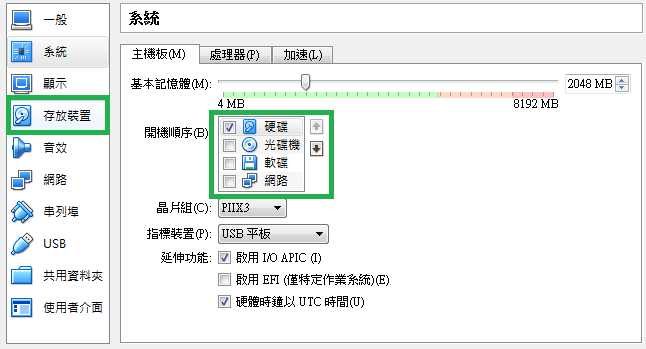 一般
系統
顯示
存放裝置
音效
網路
串列埠
USB
共用資料夾
使用者介面
系統
主機板(M) 處理器(P) 加速(L)
基本記憶體(M): 2048 MB
4 MB 8192 MB
開機順序(B) 硬碟
光碟機
軟碟
網路
晶片組(C): PIIX3
指標裝置(P): USB 平板
延伸功能: 啟用 I/O APIC (I)
啟用 EFI (僅特定作業系統)(E)
硬體時鐘以 UTC 時間(U)